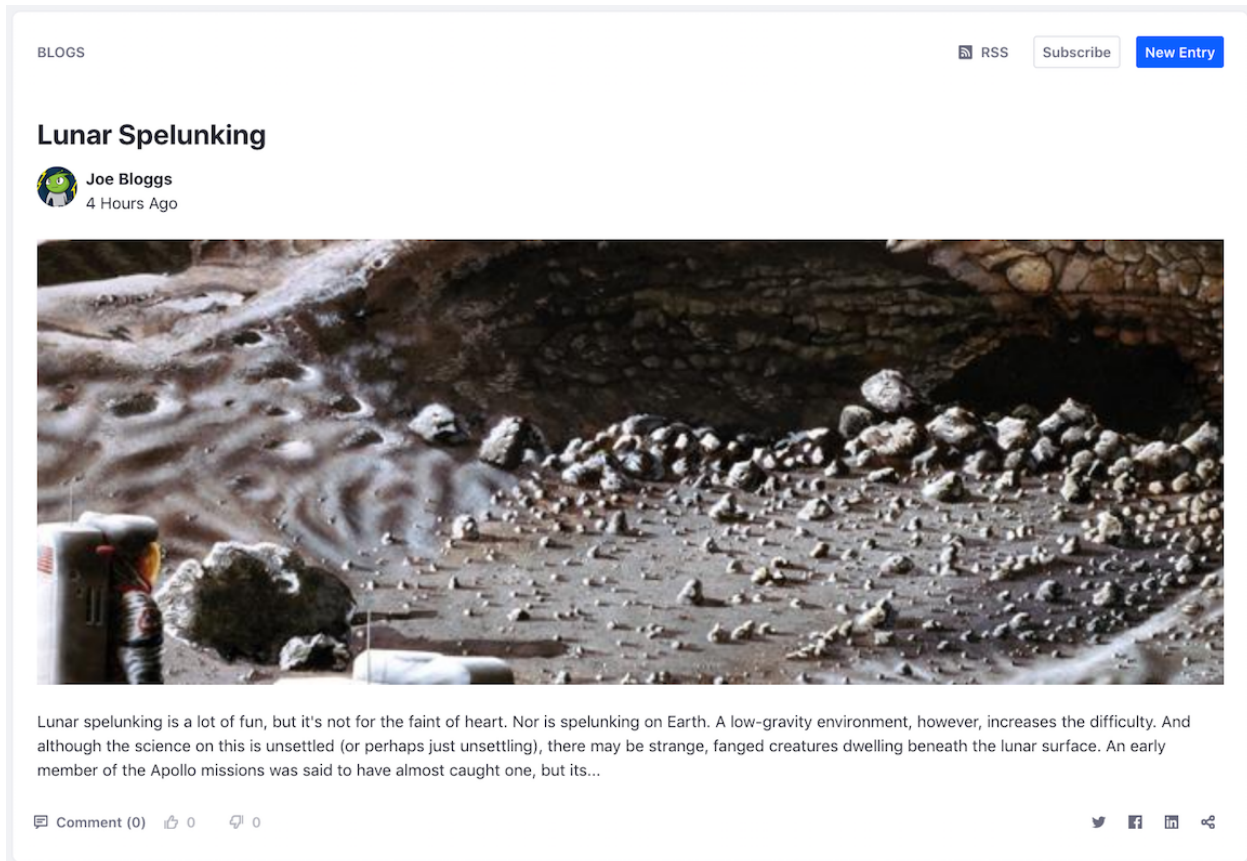 BLOGS
RSS
Subscribe
New Entry
Lunar Spelunking
Joe Bloggs
4 Hours Ago
Lunar spelunking is a lot of fun, but it's not for the faint of heart. Nor is spelunking on Earth. A low-gravity environment, however, increases the difficulty. And
although the science on this is unsettled (or perhaps just unsettling), there may be strange, fanged creatures dwelling beneath the lunar surface. An early
member of the Apollo missions was said to have almost caught one, but its...
Comment (0)
0
0